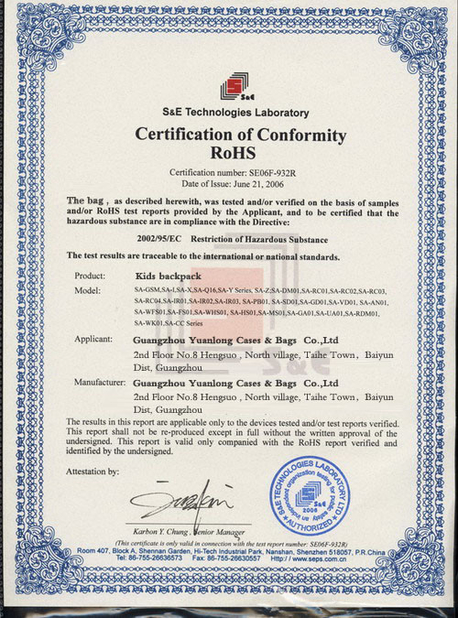 S&E
S&E Technologies Laboratory
Certification of Conformity
RoHS
Certification number: SE06F-932R
Date of Issue: June 21, 2006
The bag , as described herewith, was tested and/or verified on the basis of samples
and/or RoHS test reports provided by the Applicant, and to be certified that the
hazardous substance are in compliance with the Directive:
2002/95/EC Restriction of Hazardous Substance
The test results are traceable to the international or national standards.
Product: Kids backpack
Model: SA-GSM,SA-J,SA-X,SA-Q16,SA-Y Series, SA-Z,SA-DM01,SA-RC01,SA-RC02,SA-RC03,
SA-RC04,SA-IR01,SA-IR02,SA-IR03, SA-PB01, SA-SD01,SA-GD01,SA-VD01, SA-AN01,
SA-WFS01,SA-FS01,SA-WHS01, SA-HS01,SA-MS01,SA-GA01,SA-UA01,SA-RDM01,
SA-WK01,SA-CC Series
Applicant: Guangzhou Yuanlong Cases & Bags Co.,Ltd
2nd Floor No.8 Hengsuo , North village, Taihe Town, Baiyun
Dist, Guangzhou
Manufacturer: Guangzhou Yuanlong Cases & Bags Co.,Ltd
2nd Floor No.8 Hengsuo , North village, Taihe Town, Baiyun
Dist, Guangzhou
The results in this report are applicable only to the devices tested and/or test reports verified.
This report shall not be re-produced except in full without the written approval of the
undersigned. This report is valid only companied with the RoHS report verified and
identified by the undersigned.
Attestation by:
S&E TECHNOLOGIES LABORATORY LTD
S&E
2006
AUTHORIZED
Karbon Y. Chung , Senior Manager
(This certificate is only valid in connection with the test report number: SE06F-932R)
Room 407, Block A, Shennan Garden, Hi-Tech Industrial Park, Nanshan, Shenzhen 518057, P.R.China
Tel: 86-755-26636573 Fax: 86-755-26630557 Http://www.seps.com.cn